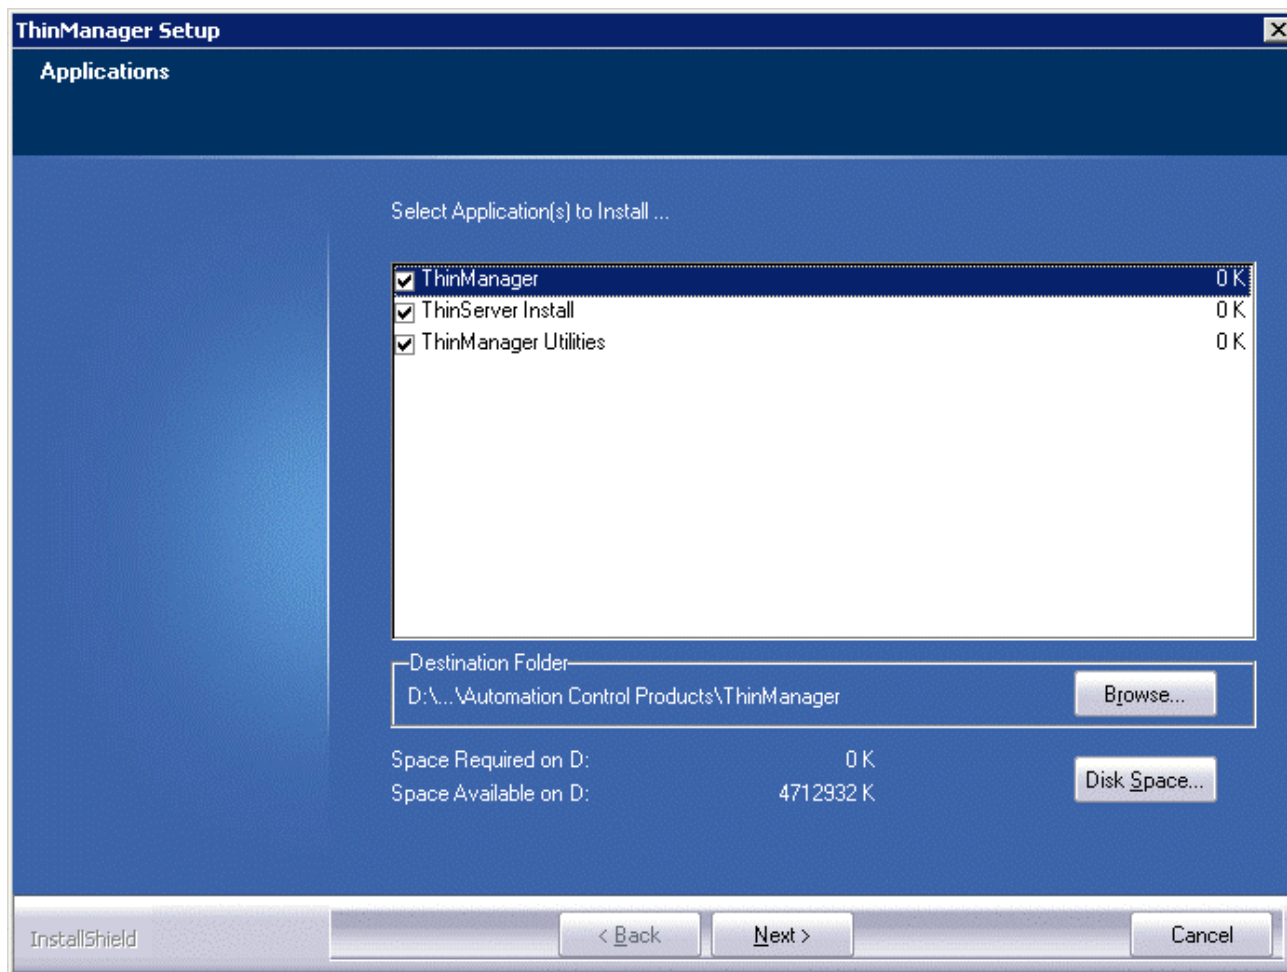 ThinManager Setup
Applications
Select Application(s) to Install ...
ThinManager 0 K
ThinServer Install 0 K
ThinManager Utilities 0 K
Destination Folder
D:\...\Automation Control Products\ThinManager Browse...
Space Required on D: 0 K
Space Available on D: 4712932 K
Disk Space...
InstallShield < Back Next > Cancel